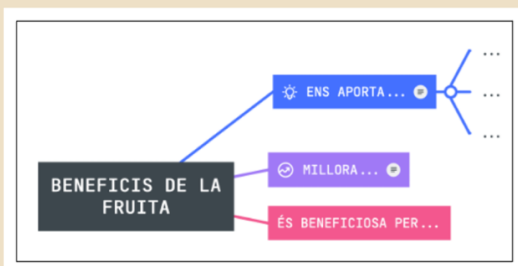 ...
ENS APORTA...
...
...
MILLORA...
BENEFICIS DE LA
FRUITA
ÉS BENEFICIOSA PER...